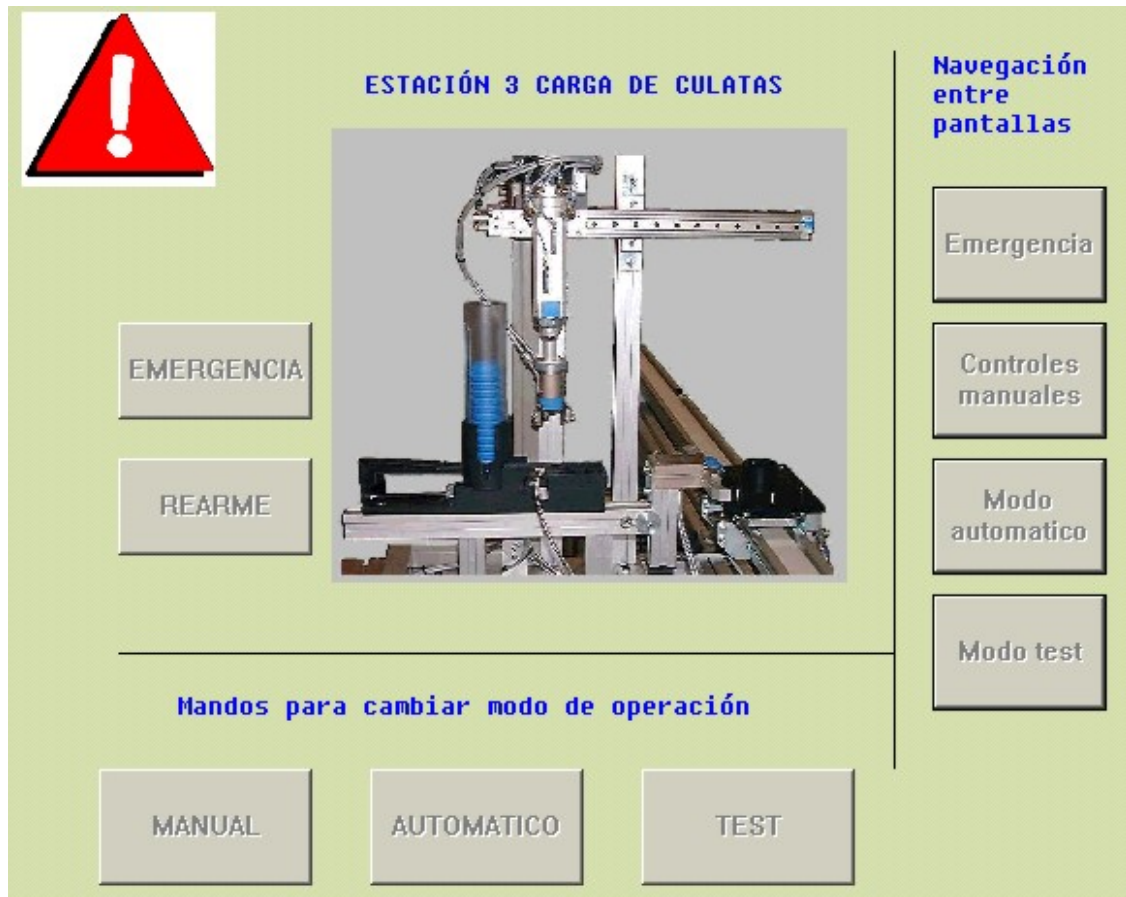 ESTACIÓN 3 CARGA DE CULATAS
Navegación
entre
pantallas
EMERGENCIA
REARME
Emergencia
Controles
manuales
Modo
automatico
Modo test
Mandos para cambiar modo de operación
MANUAL
AUTOMATICO
TEST